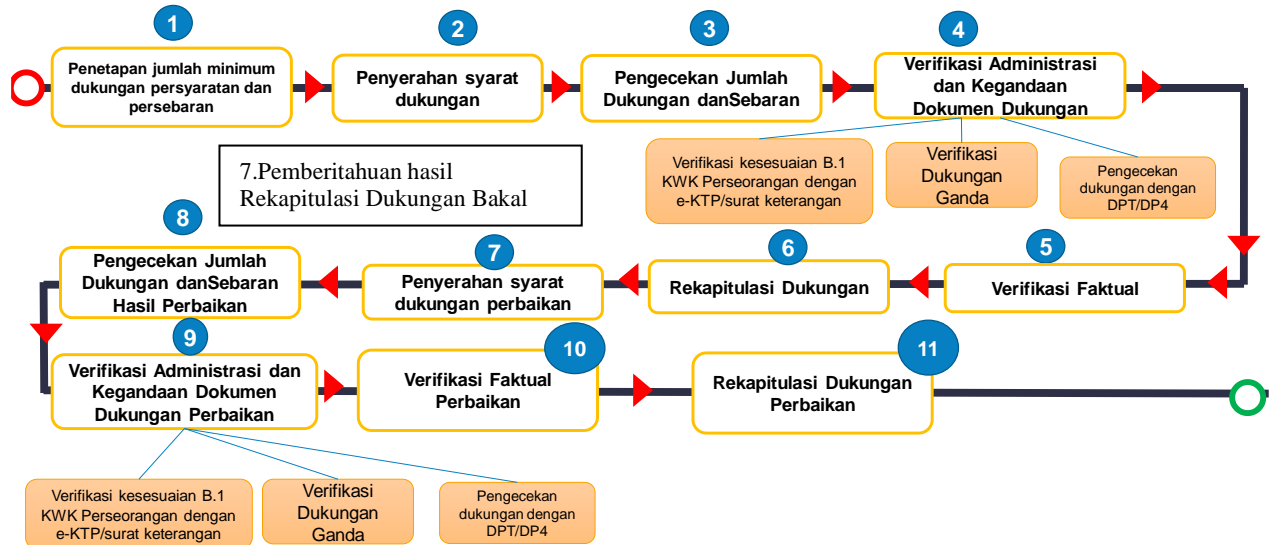 1
Penetapan jumlah minimum
dukungan persyaratan dan
persebaran
2
Penyerahan syarat
dukungan
3
Pengecekan Jumlah
Dukungan danSebaran
4
Verifikasi Administrasi
dan Kegandaan
Dokumen Dukungan
Verifikasi kesesuaian B.1
KWK Perseorangan dengan
e-KTP/surat keterangan
Verifikasi
Dukungan
Ganda
Pengecekan
dukungan dengan
DPT/DP4
7.Pemberitahuan hasil
Rekapitulasi Dukungan Bakal
5
Verifikasi Faktual
6
Rekapitulasi Dukungan
7
Penyerahan syarat
dukungan perbaikan
8
Pengecekan Jumlah
Dukungan danSebaran
Hasil Perbaikan
9
Verifikasi Administrasi dan
Kegandaan Dokumen
Dukungan Perbaikan
Verifikasi kesesuaian B.1
KWK Perseorangan dengan
e-KTP/surat keterangan
Verifikasi
Dukungan
Ganda
Pengecekan
dukungan dengan
DPT/DP4
10
Verifikasi Faktual
Perbaikan
11
Rekapitulasi Dukungan
Perbaikan